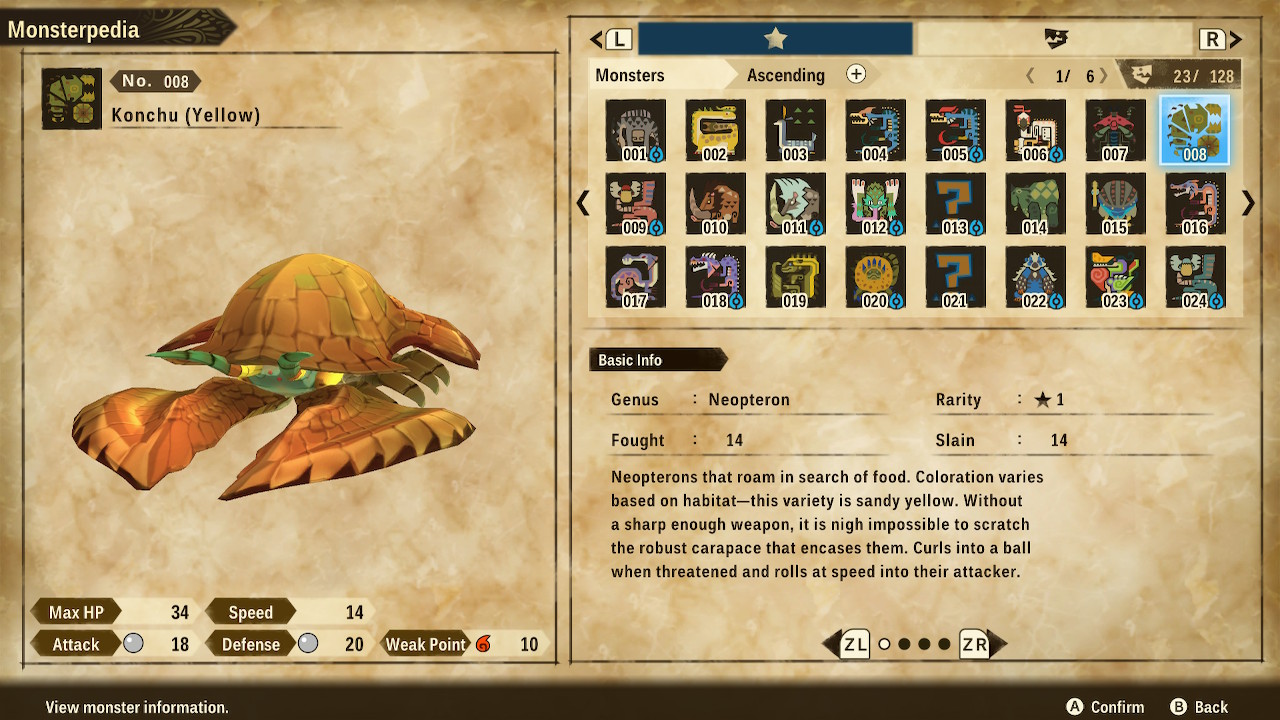 Monsterpedia
No. 008
Konchu (Yellow)
Max HP 34 Speed 14
Attack 18 Defense 20 Weak Point 10
L R
Monsters Ascending 1/ 6 23/ 128
001 002 003 004 005 006 007 008
009 010 011 012 013 014 015 016
017 018 019 020 021 022 023 024
Basic Info
Genus : Neopteron Rarity : ★ 1
Fought : 14 Slain : 14
Neopterons that roam in search of food. Coloration varies
based on habitat—this variety is sandy yellow. Without
a sharp enough weapon, it is nigh impossible to scratch
the robust carapace that encases them. Curls into a ball
when threatened and rolls at speed into their attacker.
ZL ZR
View monster information. A Confirm B Back